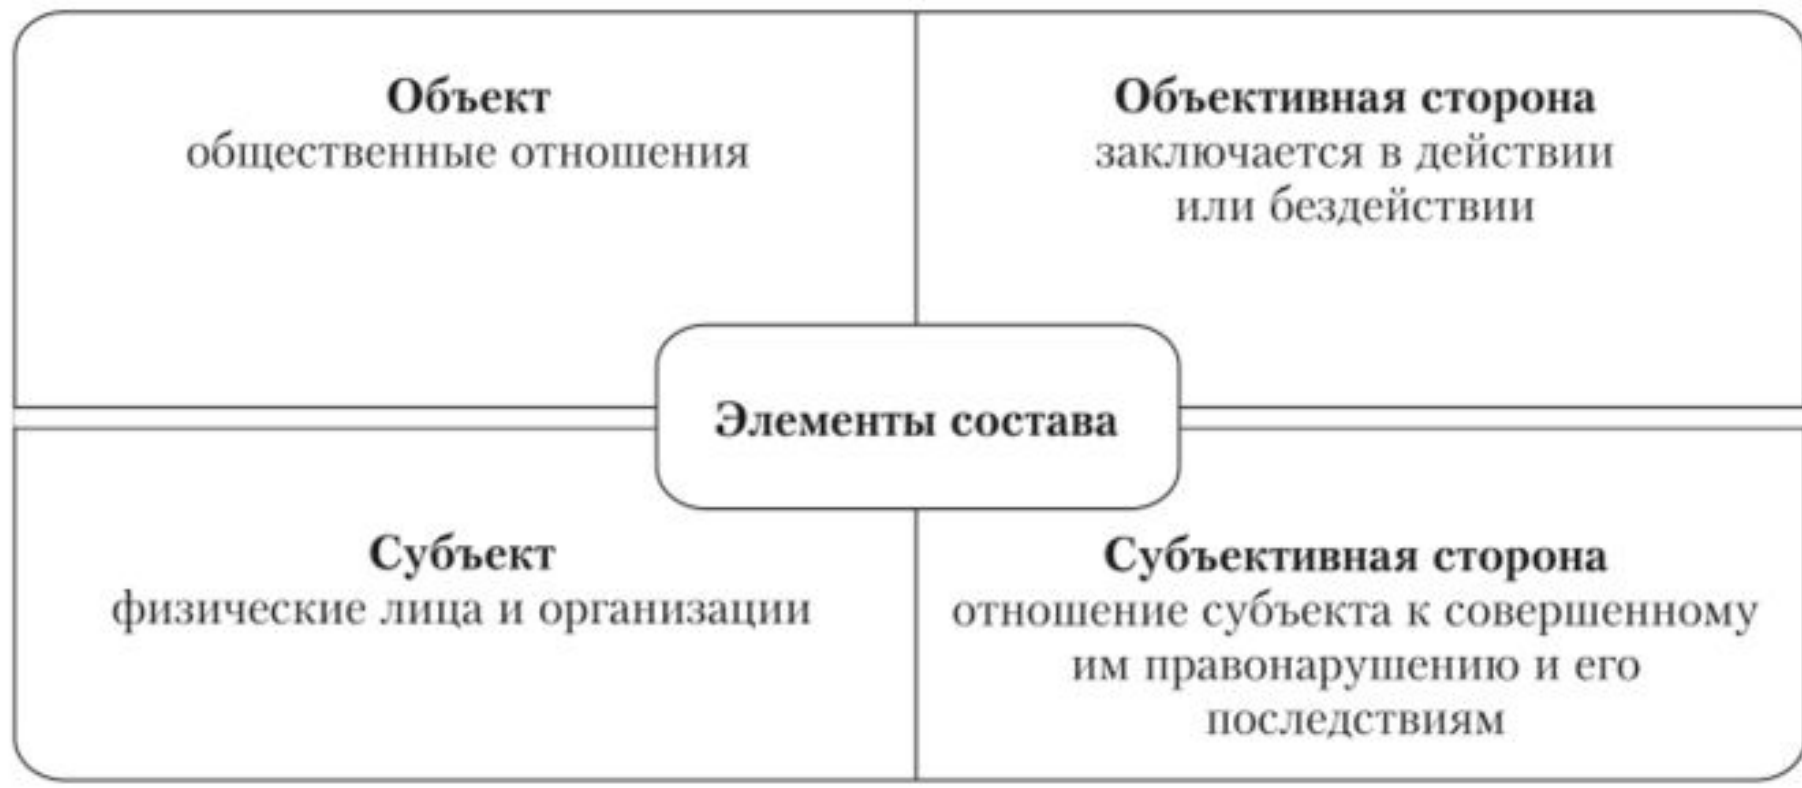 Объект
общественные отношения
Объективная сторона
заключается в действии
или бездействии
Элементы состава
Субъект
физические лица и организации
Субъективная сторона
отношение субъекта к совершенному
им правонарушению и его
последствиям